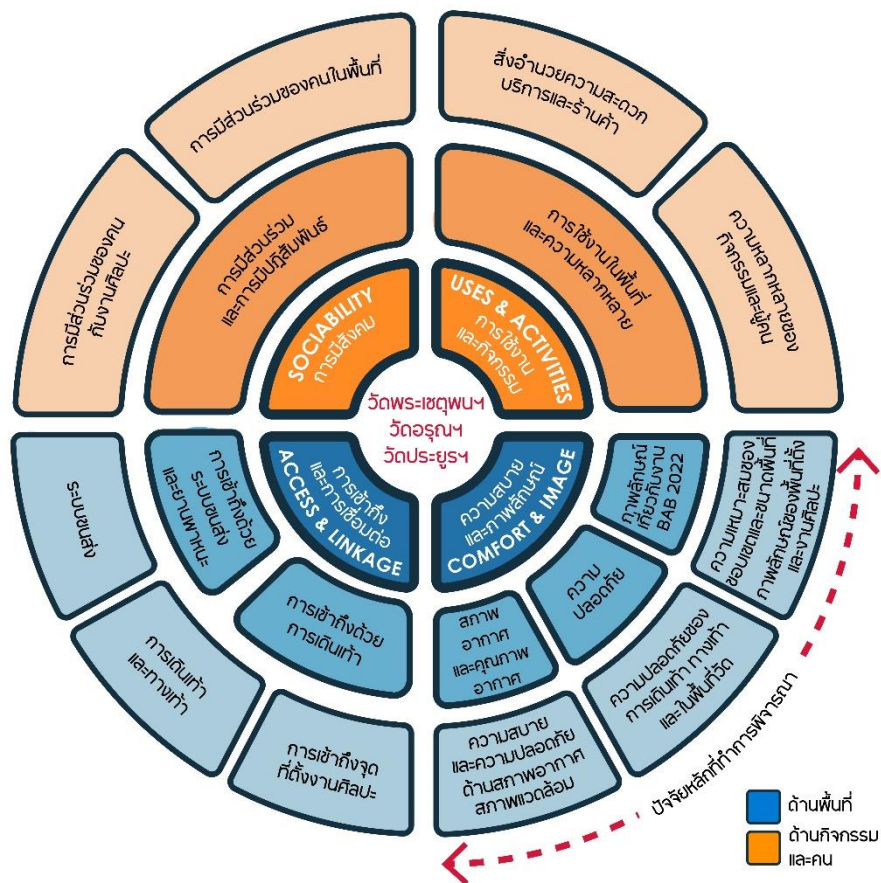 การมีส่วนร่วมของคนในพื้นที่
สิ่งอำนวยความสะดวก
บริการและร้านค้า
การมีส่วนร่วมของคน
กับงานศิลปะ
การมีส่วนร่วม
และการมีปฏิสัมพันธ์
การใช้งานในพื้นที่
และความหลากหลาย
ความหลากหลายของ
กิจกรรมและผู้คน
SOCIABILITY
การมีสังคม
USES & ACTIVITIES
การใช้งาน
และกิจกรรม
วัดพระเชตุพนฯ
วัดอรุณฯ
วัดประยูรฯ
การเข้าถึง
และการเชื่อมต่อ
ACCESS & LINKAGE
ความสบาย
และภาพลักษณ์
COMFORT & IMAGE
ระบบขนส่ง
การเข้าถึงด้วย
ระบบขนส่ง
และยานพาหนะ
ภาพลักษณ์
เกี่ยวกับงาน
BAB 2022
ความเหมาะสมของ
ขอบเขตและขนาดพื้นที่
ภาพลักษณ์ของพื้นที่ตั้ง
และงานศิลปะ
การเข้าถึงด้วย
การเดินเท้า
สภาพ
อากาศ
และคุณภาพ
อากาศ
ความ
ปลอดภัย
การเดินเท้า
และทางเท้า
การเข้าถึงจุด
ที่ตั้งงานศิลปะ
ความสบาย
และความปลอดภัย
ด้านสภาพอากาศ
สภาพแวดล้อม
ความปลอดภัยของ
การเดินเท้า ทางเท้า
และในพื้นที่วัด
ปัจจัยหลักที่ทำการพิจารณา
ด้านพื้นที่
ด้านกิจกรรม
และคน